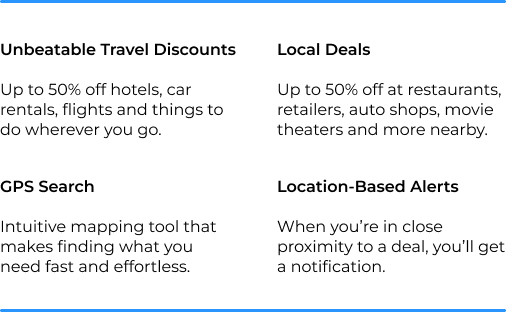 Unbeatable Travel Discounts
Up to 50% off hotels, car
rentals, flights and things to
do wherever you go.
Local Deals
Up to 50% off at restaurants,
retailers, auto shops, movie
theaters and more nearby.
GPS Search
Intuitive mapping tool that
makes finding what you
need fast and effortless.
Location-Based Alerts
When you’re in close
proximity to a deal, you’ll get
a notification.